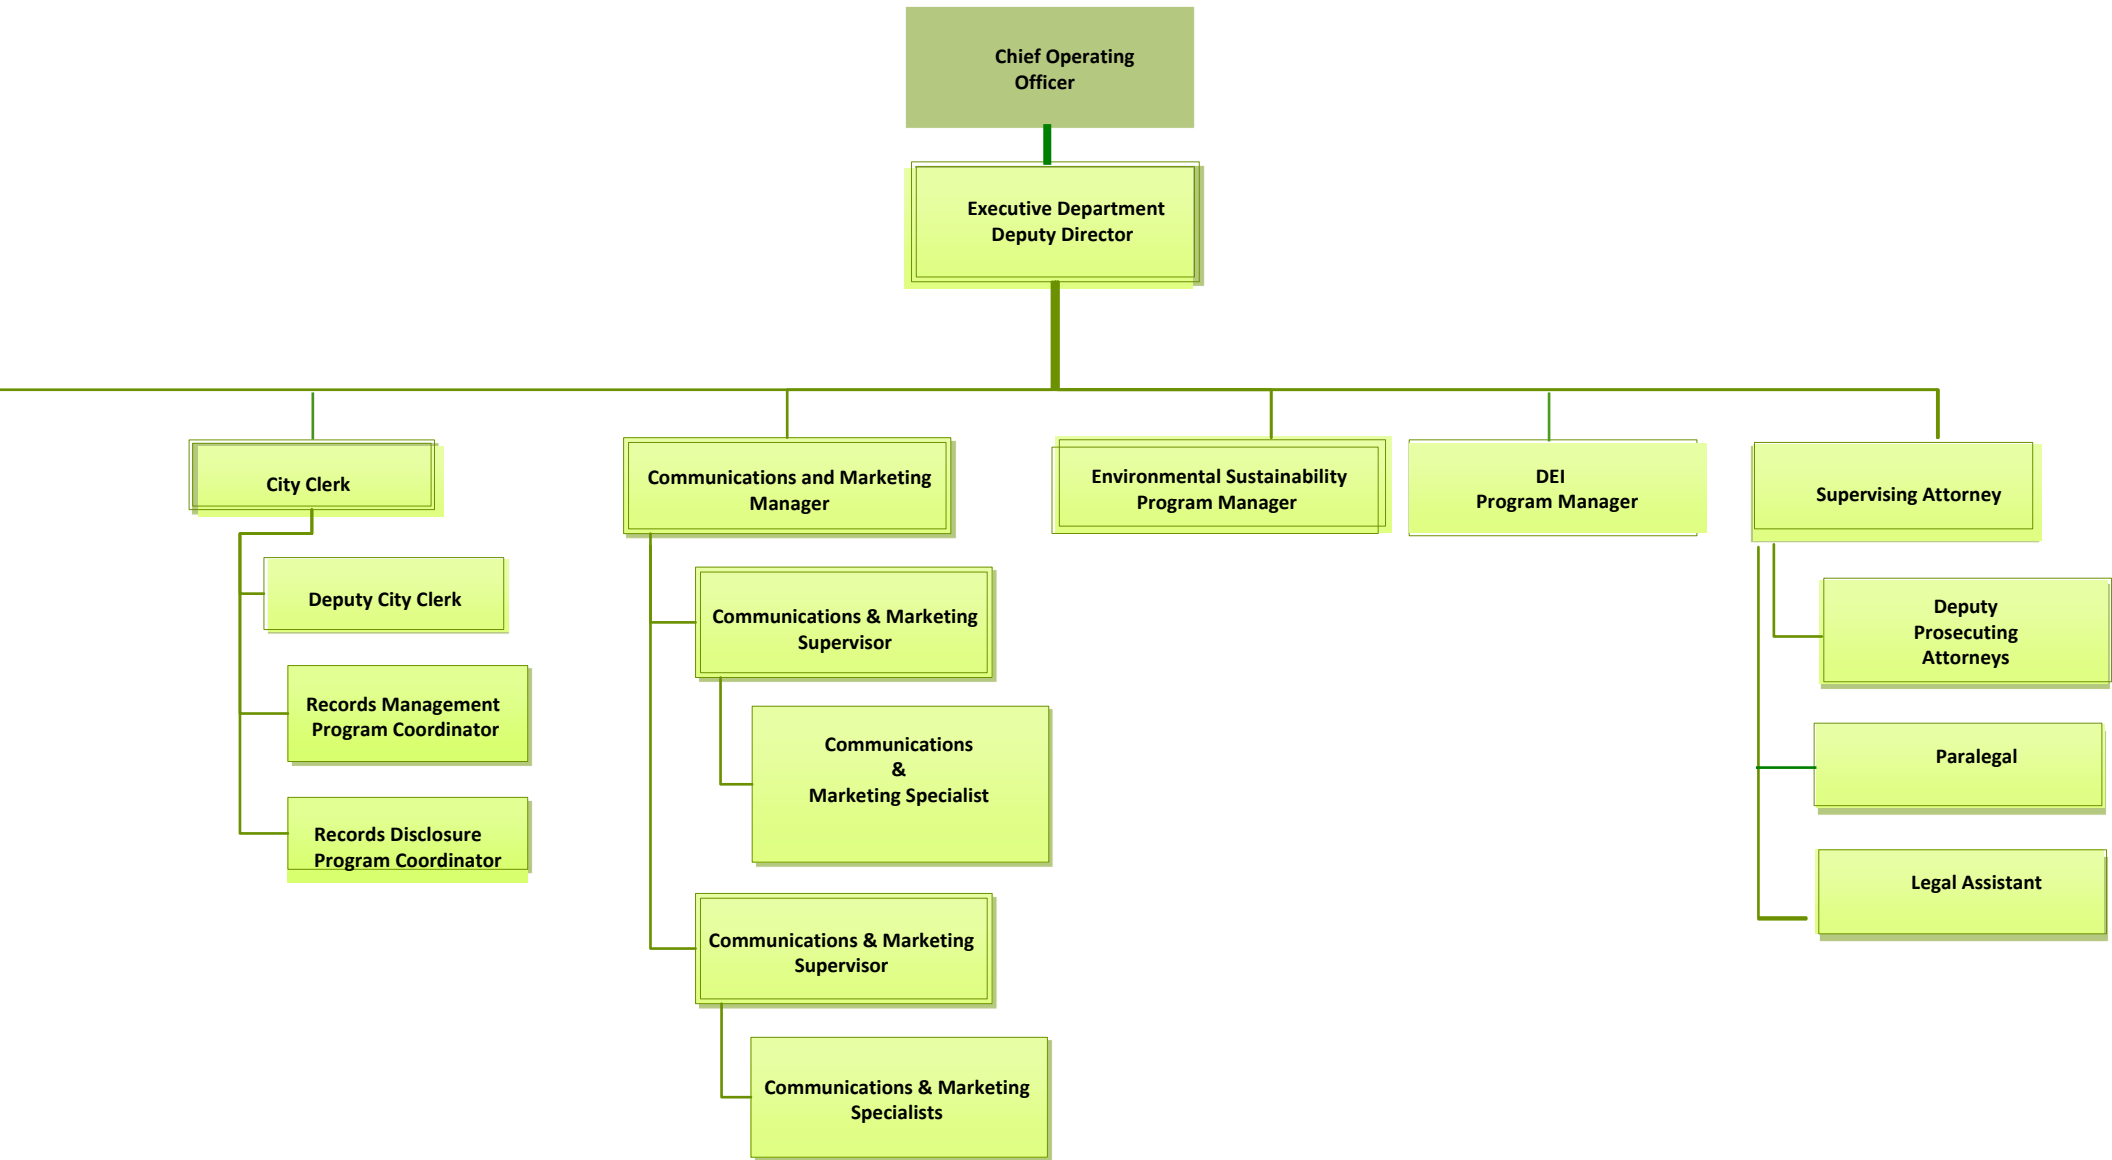 Chief Operating
Officer
Executive Department
Deputy Director
City Clerk
Deputy City Clerk
Records Management
Program Coordinator
Records Disclosure
Program Coordinator
Communications and Marketing
Manager
Communications & Marketing
Supervisor
Communications
&
Marketing Specialist
Communications & Marketing
Supervisor
Communications & Marketing
Specialists
Environmental Sustainability
Program Manager
DEI
Program Manager
Supervising Attorney
Deputy
Prosecuting
Attorneys
Paralegal
Legal Assistant